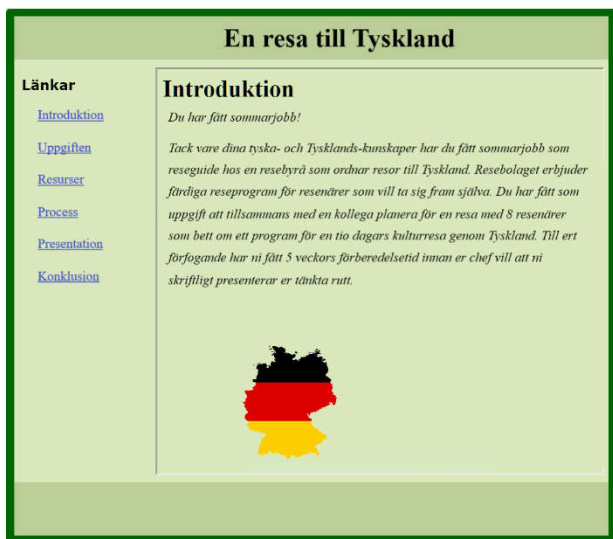 En resa till Tyskland
Länkar
Introduktion
Uppgiften
Resurser
Process
Presentation
Konklusion
Introduktion
Du har fått sommarjobb!
Tack vare dina tyska- och Tysklands-kunskaper har du fått sommarjobb som
reseguide hos en resebyrå som ordnar resor till Tyskland. Resebolaget erbjuder
färdiga reseprogram för resenärer som vill ta sig fram själva. Du har fått som
uppgift att tillsammans med en kollega planera för en resa med 8 resenärer
som bett om ett program för en tio dagars kulturresa genom Tyskland. Till ert
förfogande har ni fått 5 veckors förberedelsetid innan er chef vill att ni
skriftligt presenterar er tänkta rutt.